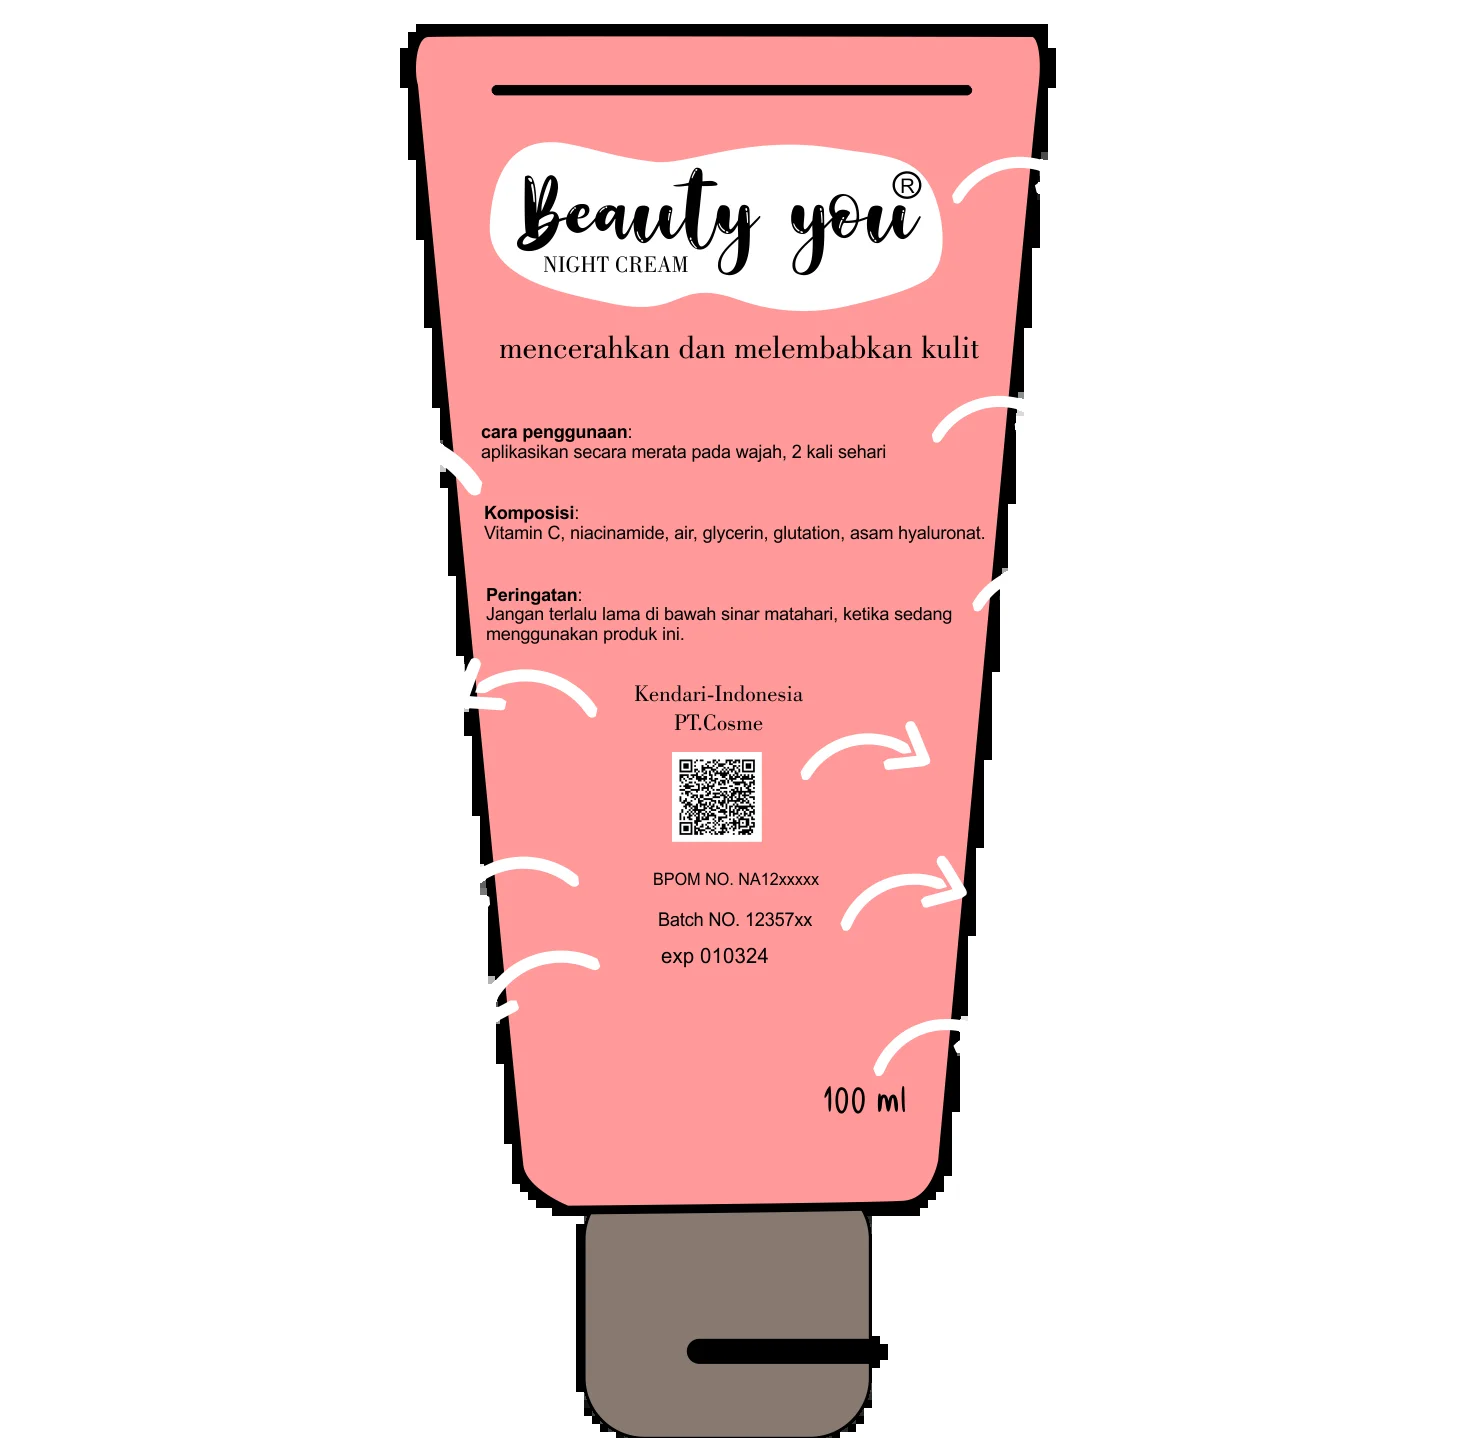 Beauty you ®
NIGHT CREAM
mencerahkan dan melembabkan kulit
cara penggunaan:
aplikasikan secara merata pada wajah, 2 kali sehari
Komposisi:
Vitamin C, niacinamide, air, glycerin, glutation, asam hyaluronat.
Peringatan:
Jangan terlalu lama di bawah sinar matahari, ketika sedang
menggunakan produk ini.
Kendari-Indonesia
PT.Cosme
BPOM NO. NA12xxxxx
Batch NO. 12357xx
exp 010324
100 ml